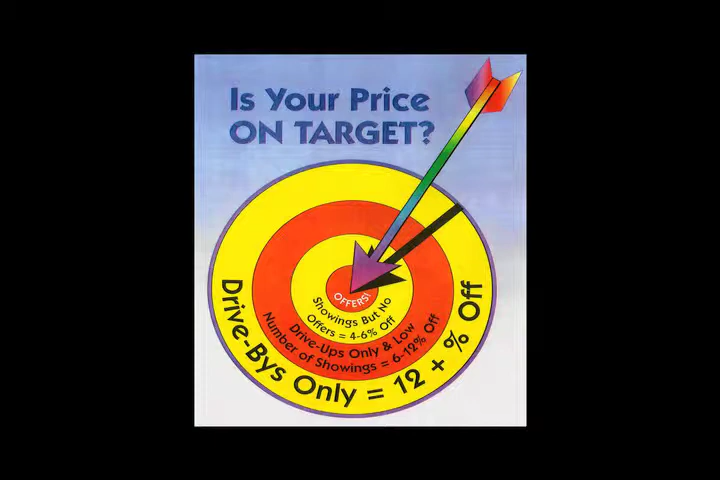 Is Your Price
ON TARGET?
OFFERS!
Showings But No
Offers = 4-6% Off
Drive-Ups Only & Low
Number of Showings = 6-12% Off
Drive-Bys Only = 12 + % Off